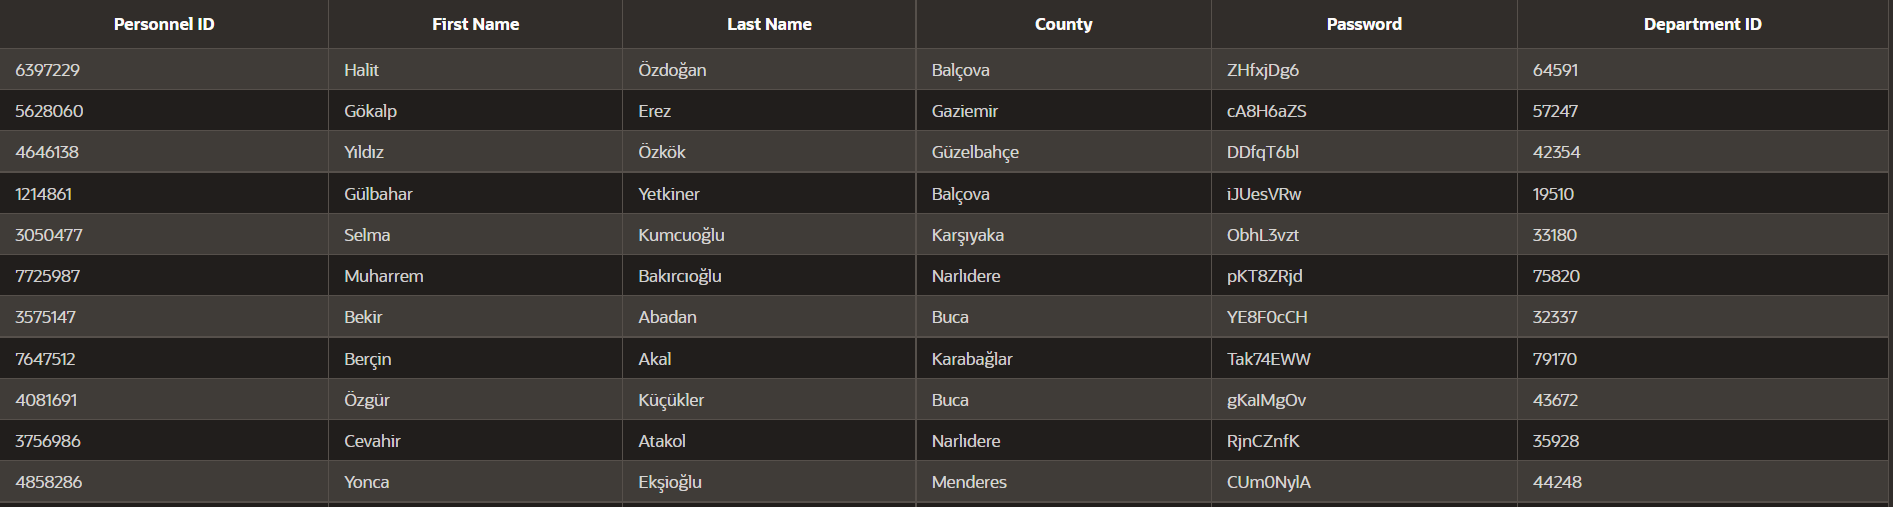 Personnel ID First Name Last Name County Password Department ID
6397229 Halit Özdoğan Balçova ZHfxjDg6 64591
5628060 Gökalp Erez Gaziemir cA8H6aZS 57247
4646138 Yıldız Özkök Güzelbahçe DDfqT6bl 42354
1214861 Gülbahar Yetkiner Balçova iJUesVRw 19510
3050477 Selma Kumcuoğlu Karşıyaka ObhL3vzt 33180
7725987 Muharrem Bakırcıoğlu Narlıdere pKT8ZRjd 75820
3575147 Bekir Abadan Buca YE8F0cCH 32337
7647512 Berçin Akal Karabağlar Tak74EWW 79170
4081691 Özgür Küçükler Buca gKaIMgOv 43672
3756986 Cevahir Atakol Narlıdere RjnCZnfK 35928
4858286 Yonca Ekşioğlu Menderes CUm0NylA 44248